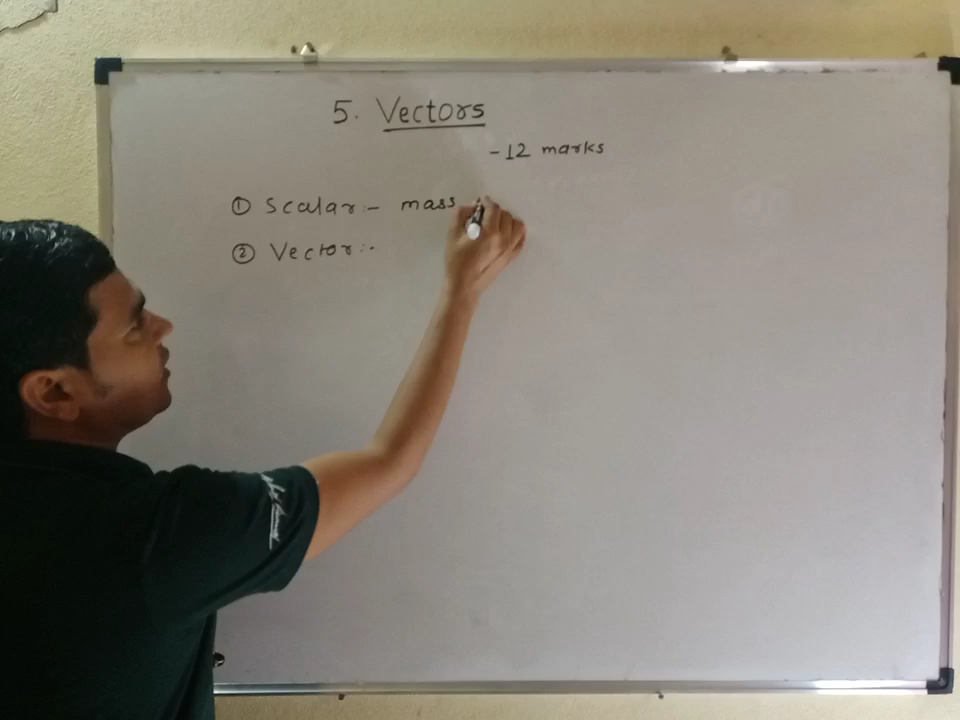 5. Vectors
- 12 marks
① Scalar :- mass
② Vector :-